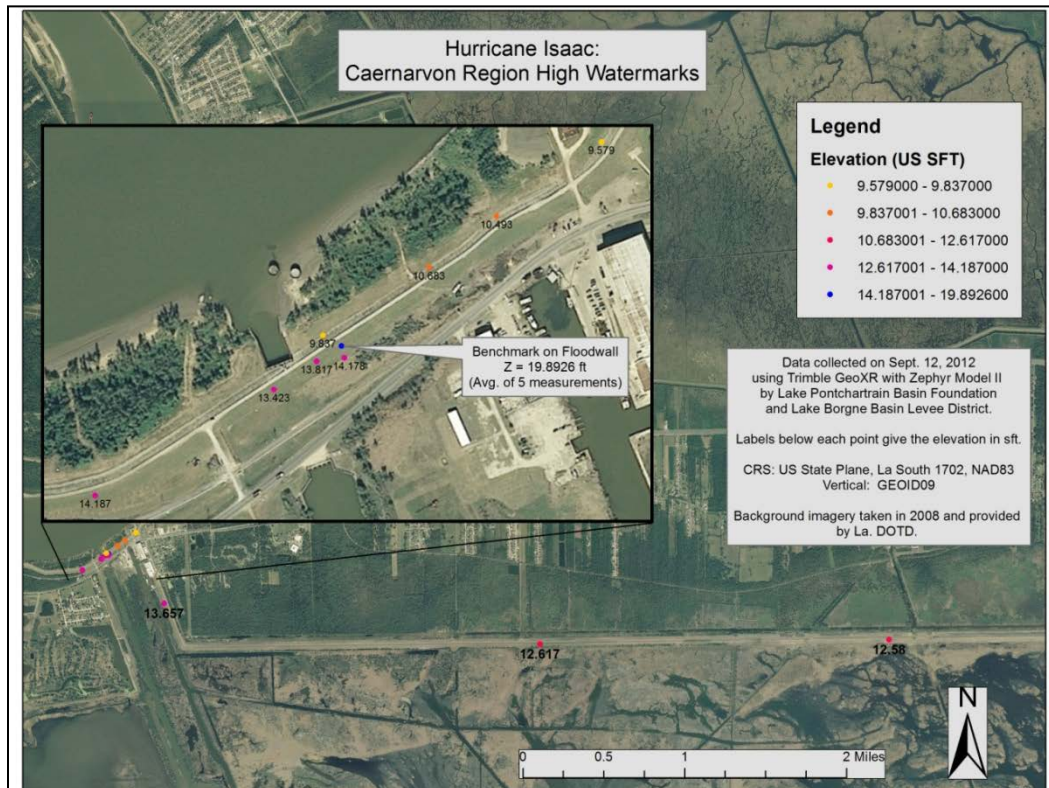 Hurricane Isaac:
Caernarvon Region High Watermarks
Legend
Elevation (US SFT)
9.579000 - 9.837000
9.837001 - 10.683000
10.683001 - 12.617000
12.617001 - 14.187000
14.187001 - 19.892600
9.579
10.493
10.683
9.837
13.817
14.178
13.423
14.187
Benchmark on Floodwall
Z = 19.8926 ft
(Avg. of 5 measurements)
Data collected on Sept. 12, 2012
using Trimble GeoXR with Zephyr Model II
by Lake Pontchartrain Basin Foundation
and Lake Borgne Basin Levee District.
Labels below each point give the elevation in sft.
CRS: US State Plane, La South 1702, NAD83
Vertical: GEOID09
Background imagery taken in 2008 and provided
by La. DOTD.
13.657
12.617
12.58
N
0 0.5 1 2 Miles